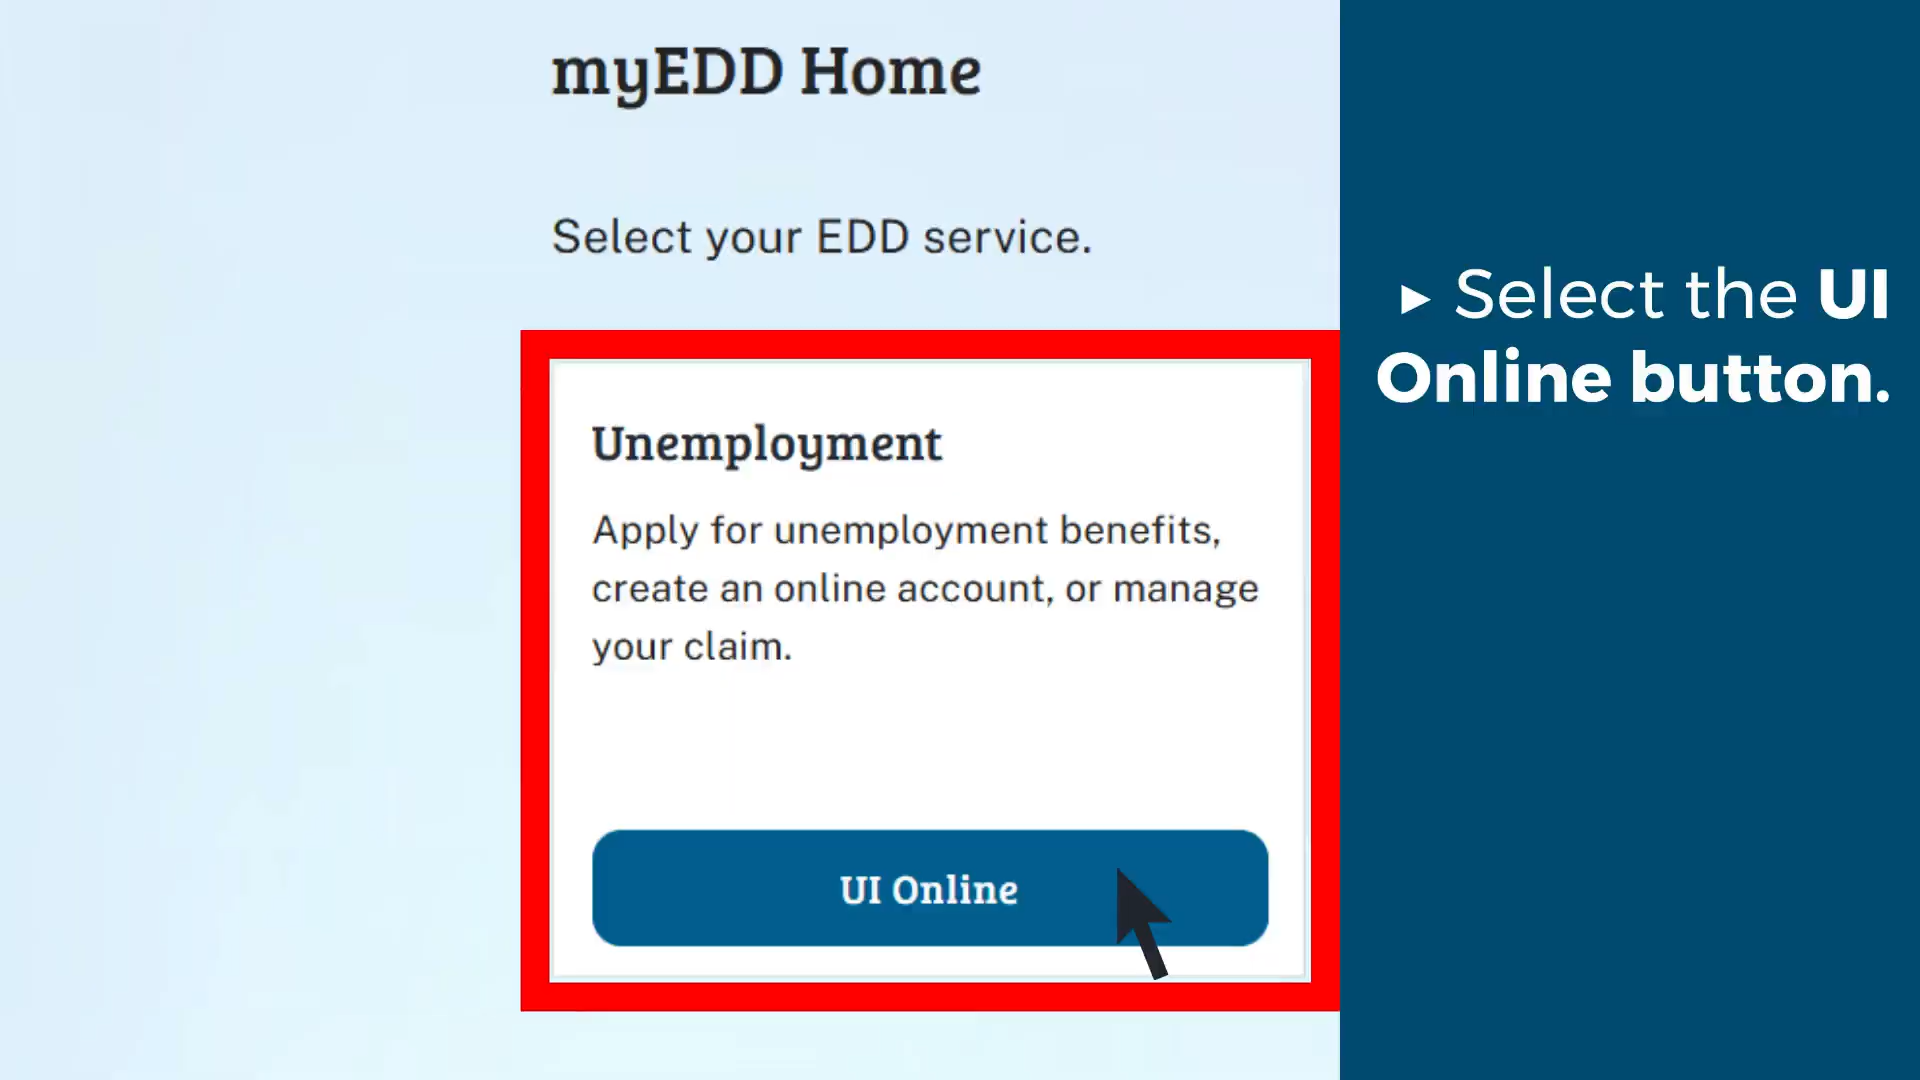 myEDD Home
Select your EDD service.
Unemployment
Apply for unemployment benefits,
create an online account, or manage
your claim.
UI Online
▸ Select the UI
Online button.